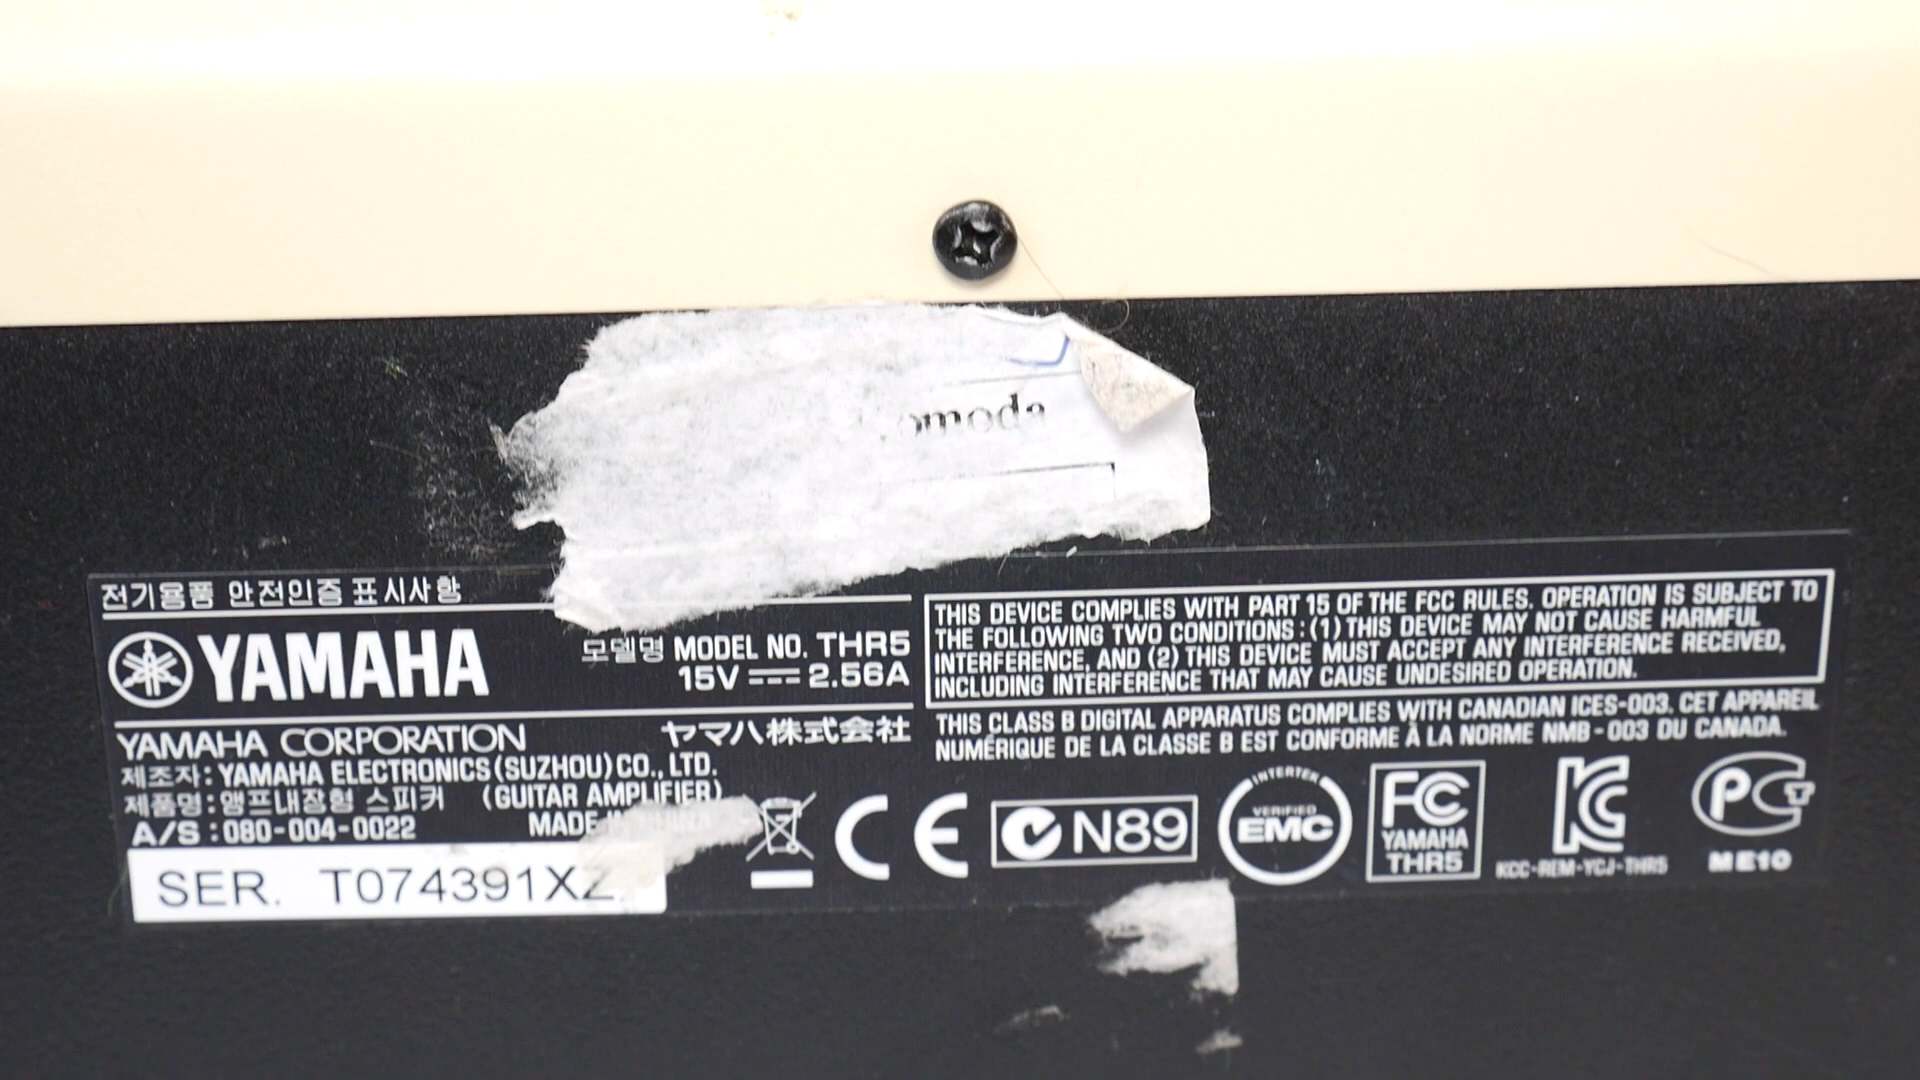 omoda
전기용품 안전인증 표시사항
YAMAHA
모델명 MODEL NO. THR5
15V 2.56A
YAMAHA CORPORATION ヤマハ株式会社
제조자: YAMAHA ELECTRONICS (SUZHOU) CO., LTD.
제품명: 앰프내장형 스피커 (GUITAR AMPLIFIER)
A/S : 080-004-0022 MADE
SER. T074391XZ
THIS DEVICE COMPLIES WITH PART 15 OF THE FCC RULES. OPERATION IS SUBJECT TO
THE FOLLOWING TWO CONDITIONS : (1) THIS DEVICE MAY NOT CAUSE HARMFUL
INTERFERENCE, AND (2) THIS DEVICE MUST ACCEPT ANY INTERFERENCE RECEIVED,
INCLUDING INTERFERENCE THAT MAY CAUSE UNDESIRED OPERATION.
THIS CLASS B DIGITAL APPARATUS COMPLIES WITH CANADIAN ICES-003. CET APPAREIL
NUMÉRIQUE DE LA CLASSE B EST CONFORME À LA NORME NMB-003 DU CANADA.
CE
N89
INTERTEK
VERIFIED
EMC
FC
YAMAHA
THR5
KCC-REM-YCJ-THR5
ME10